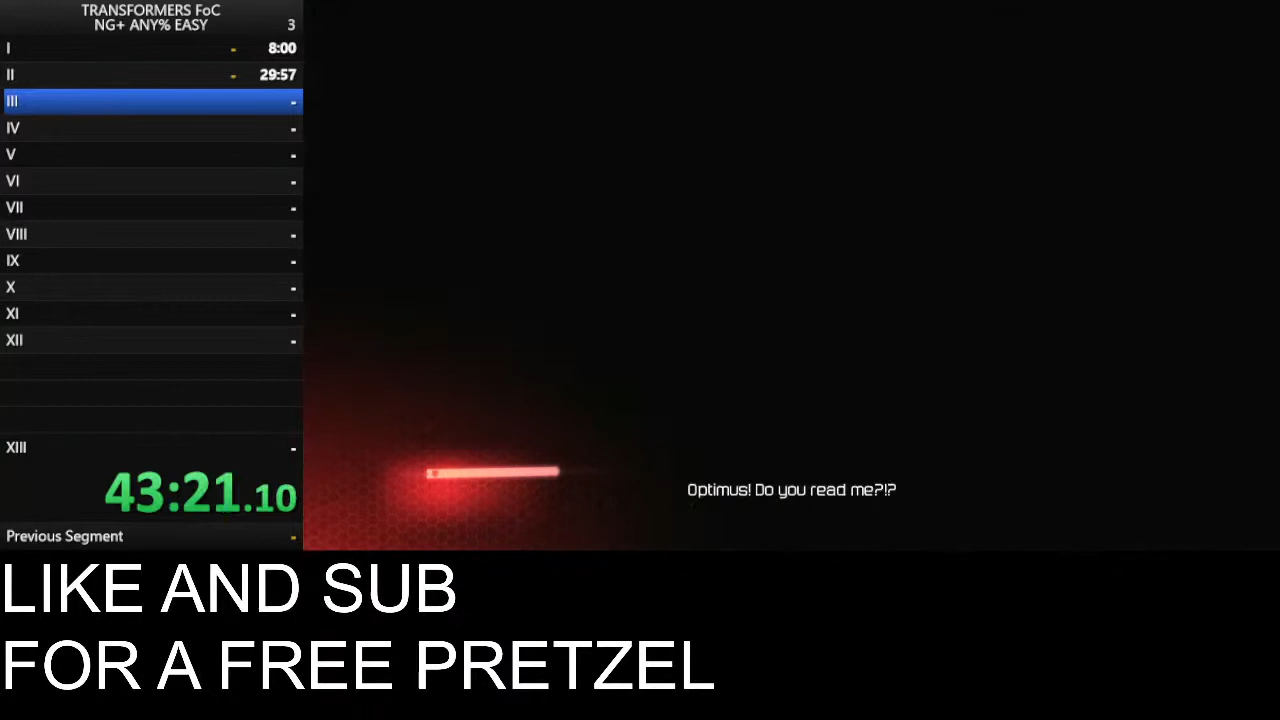 TRANSFORMERS FoC
NG+ ANY% EASY 3
I - 8:00
II - 29:57
III -
IV -
V -
VI -
VII -
VIII -
IX -
X -
XI -
XII -
XIII -
43:21.10
Previous Segment -
Optimus! Do you read me?!?
LIKE AND SUB
FOR A FREE PRETZEL